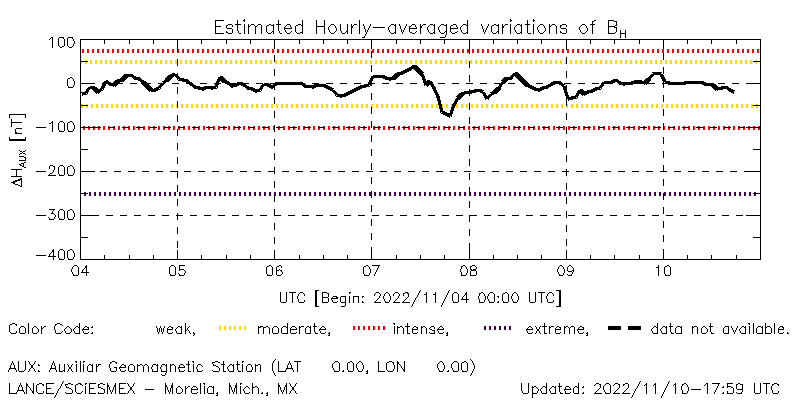 Estimated Hourly-averaged variations of B_H
100
0
-100
-200
-300
-400
ΔH_AUX [nT]
04 05 06 07 08 09 10
UTC [Begin: 2022/11/04 00:00 UTC]
Color Code: weak, moderate, intense, extreme, data not available.
AUX: Auxiliar Geomagnetic Station (LAT 0.00, LON 0.00)
LANCE/SCiESMEX - Morelia, Mich., MX Updated: 2022/11/10-17:59 UTC